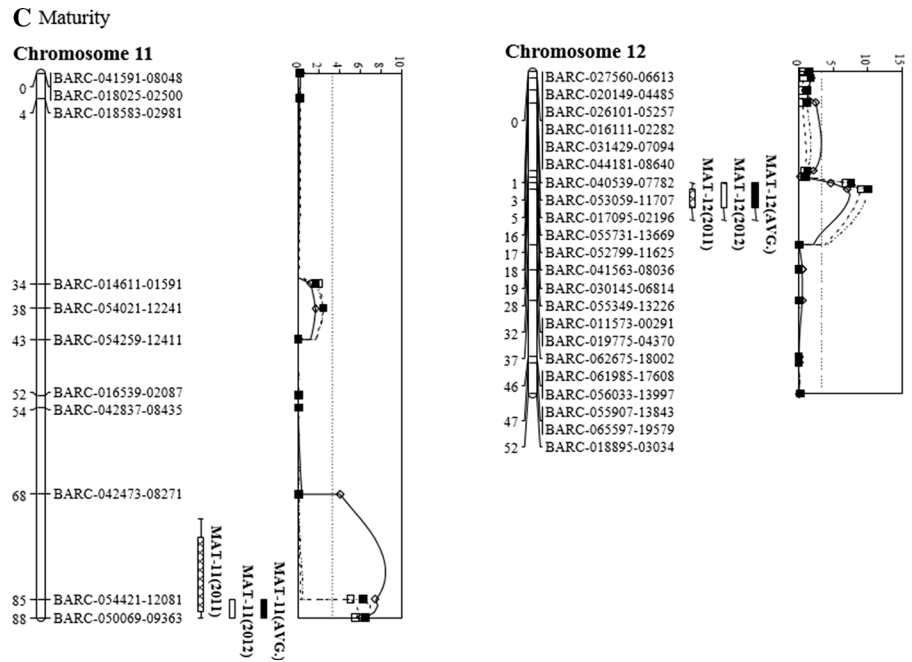 C Maturity
Chromosome 11
0 BARC-041591-08048
BARC-018025-02500
4 BARC-018583-02981
34 BARC-014611-01591
38 BARC-054021-12241
43 BARC-054259-12411
52 BARC-016539-02087
54 BARC-042837-08435
68 BARC-042473-08271
85 BARC-054421-12081
88 BARC-050069-09363
MAT-11(2011)
MAT-11(2012)
MAT-11(AVG.)
0 2 4 6 8 10
Chromosome 12
BARC-027560-06613
BARC-020149-04485
BARC-026101-05257
0
BARC-016111-02282
BARC-031429-07094
BARC-044181-08640
1 BARC-040539-07782
3 BARC-053059-11707
5 BARC-017095-02196
16 BARC-055731-13669
17 BARC-052799-11625
18 BARC-041563-08036
19 BARC-030145-06814
28 BARC-055349-13226
BARC-011573-00291
32 BARC-019775-04370
37 BARC-062675-18002
BARC-061985-17608
46 BARC-056033-13997
BARC-055907-13843
47 BARC-065597-19579
52 BARC-018895-03034
MAT-12(2011)
MAT-12(2012)
MAT-12(AVG.)
0 5 10 15